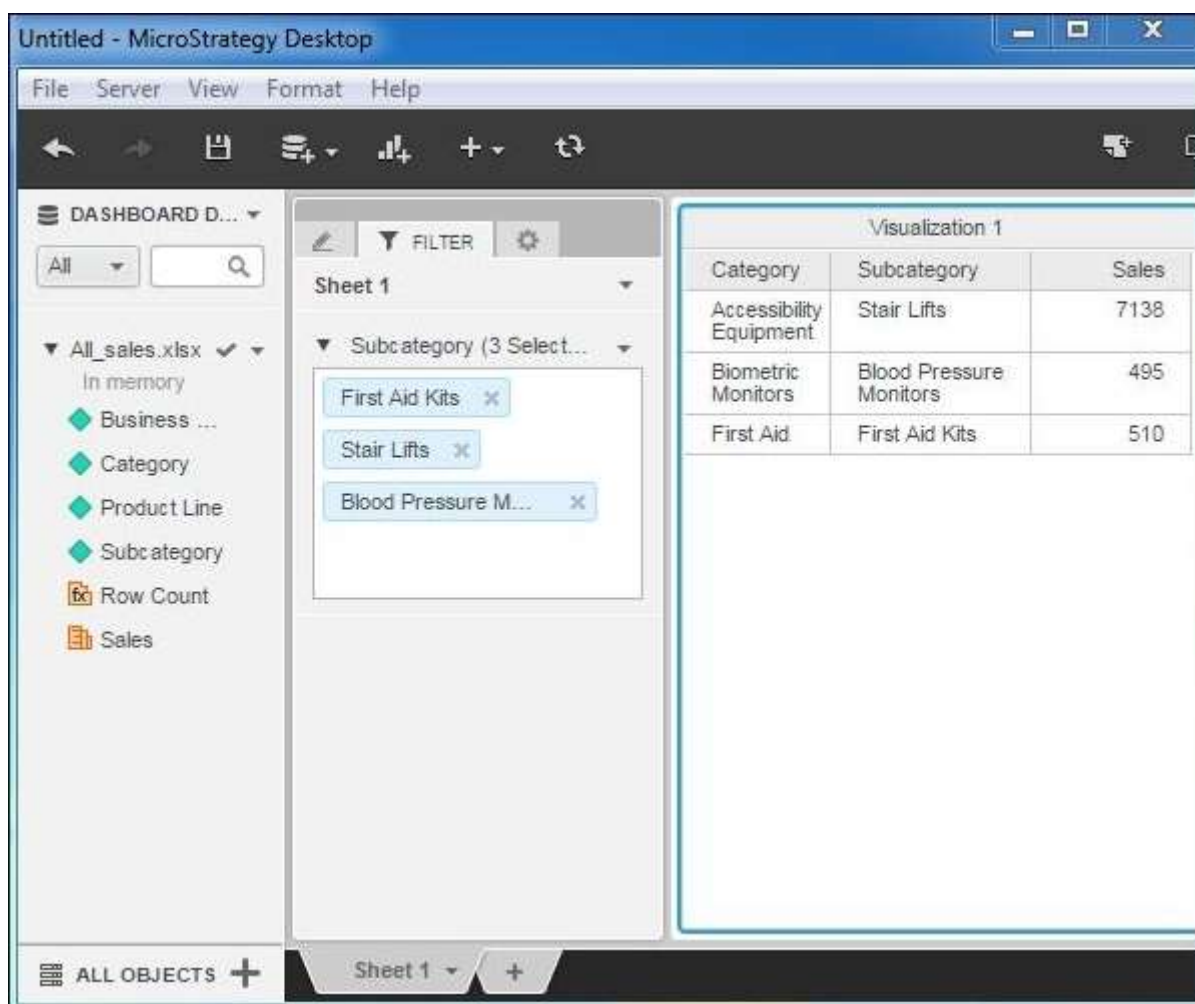 Untitled - MicroStrategy Desktop
File Server View Format Help
DASHBOARD D...
All
All_sales.xlsx
In memory
Business ...
Category
Product Line
Subcategory
fx Row Count
Sales
ALL OBJECTS
FILTER
Sheet 1
Subcategory (3 Select...
First Aid Kits
Stair Lifts
Blood Pressure M...
Visualization 1
Category Subcategory Sales
Accessibility Equipment Stair Lifts 7138
Biometric Monitors Blood Pressure Monitors 495
First Aid First Aid Kits 510
Sheet 1 +